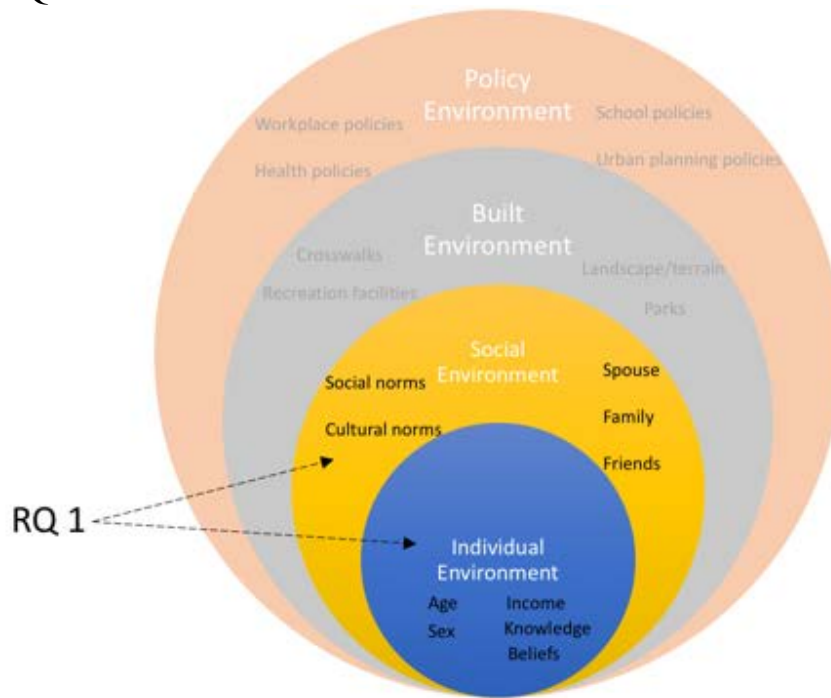 Policy
Environment
Workplace policies
School policies
Health policies
Urban planning policies
Built
Environment
Crosswalks
Landscape/terrain
Recreation facilities
Parks
Social
Environment
Social norms
Spouse
Cultural norms
Family
Friends
RQ 1
Individual
Environment
Age
Income
Sex
Knowledge
Beliefs